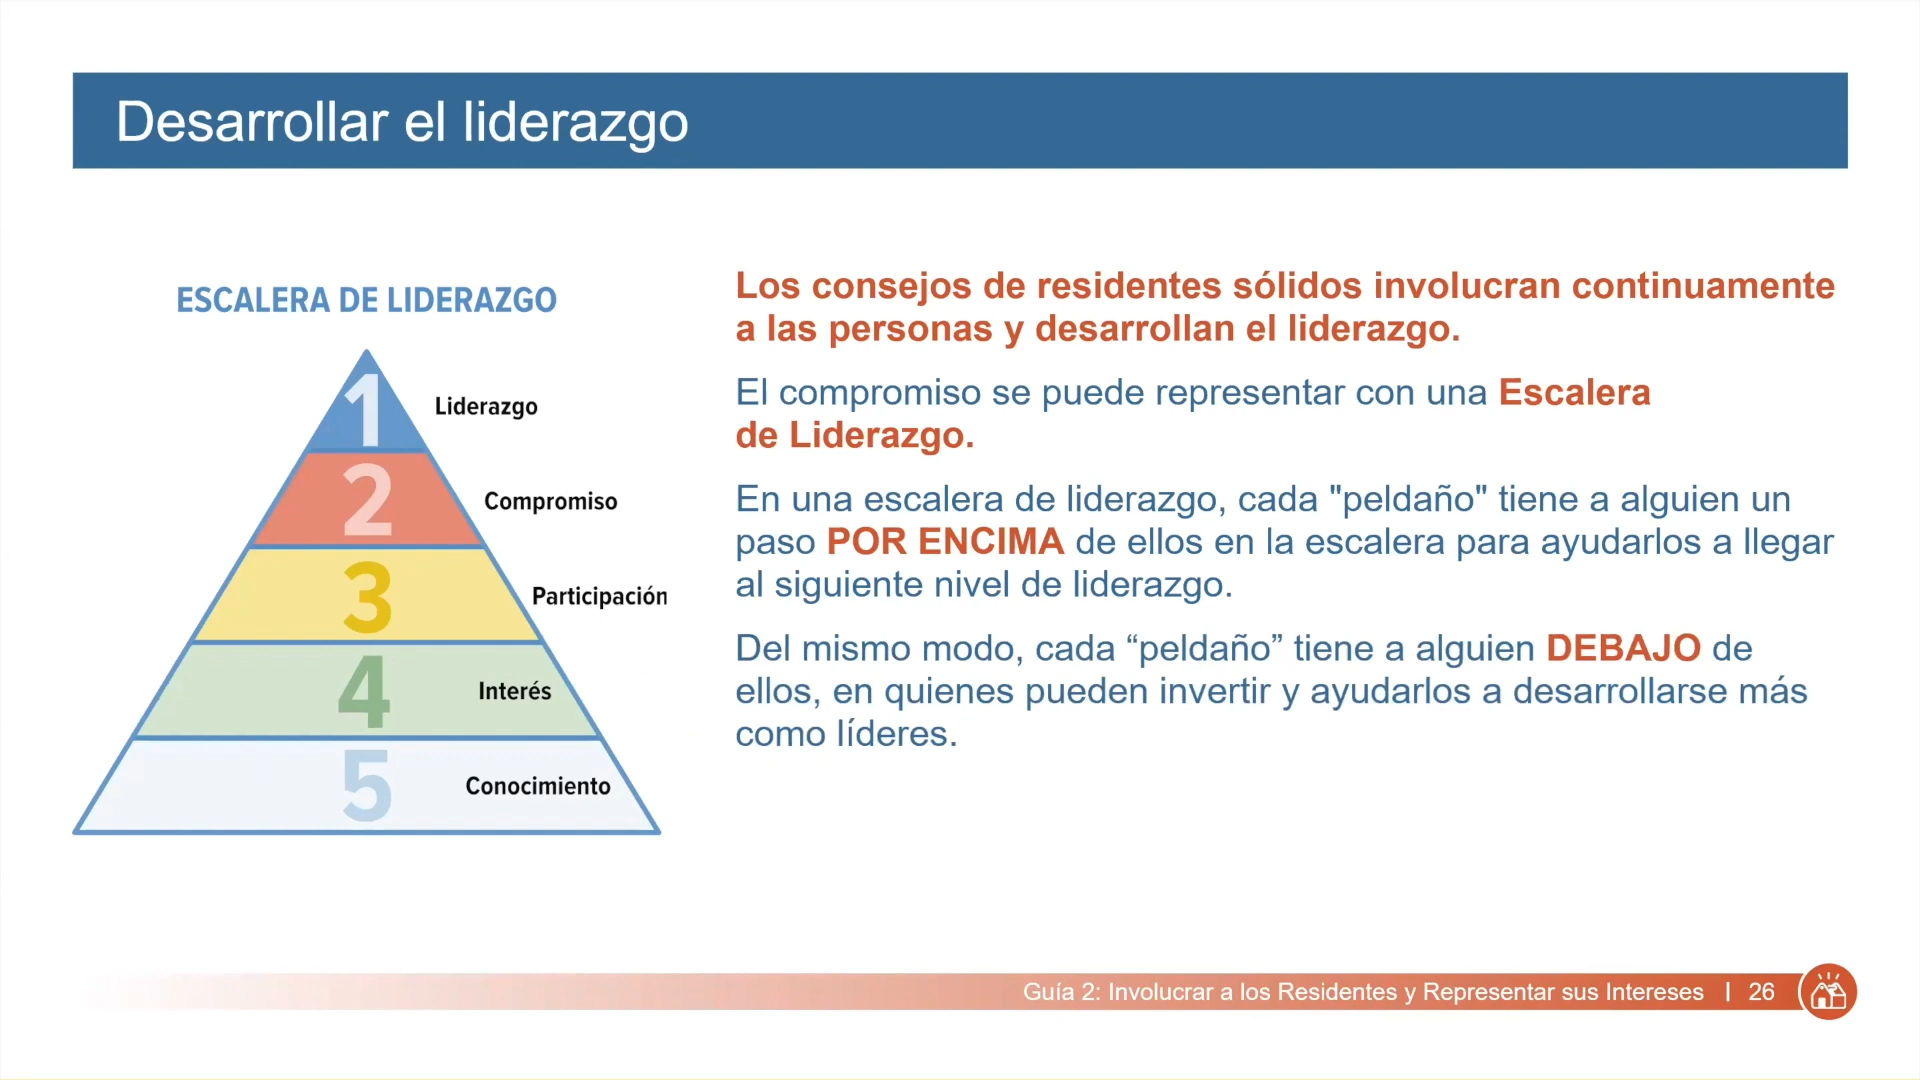 Desarrollar el liderazgo
ESCALERA DE LIDERAZGO
1
Liderazgo
2
Compromiso
3
Participación
4
Interés
5
Conocimiento
Los consejos de residentes sólidos involucran continuamente
a las personas y desarrollan el liderazgo.
El compromiso se puede representar con una Escalera
de Liderazgo.
En una escalera de liderazgo, cada "peldaño" tiene a alguien un
paso POR ENCIMA de ellos en la escalera para ayudarlos a llegar
al siguiente nivel de liderazgo.
Del mismo modo, cada “peldaño” tiene a alguien DEBAJO de
ellos, en quienes pueden invertir y ayudarlos a desarrollarse más
como líderes.
Guía 2: Involucrar a los Residentes y Representar sus Intereses | 26